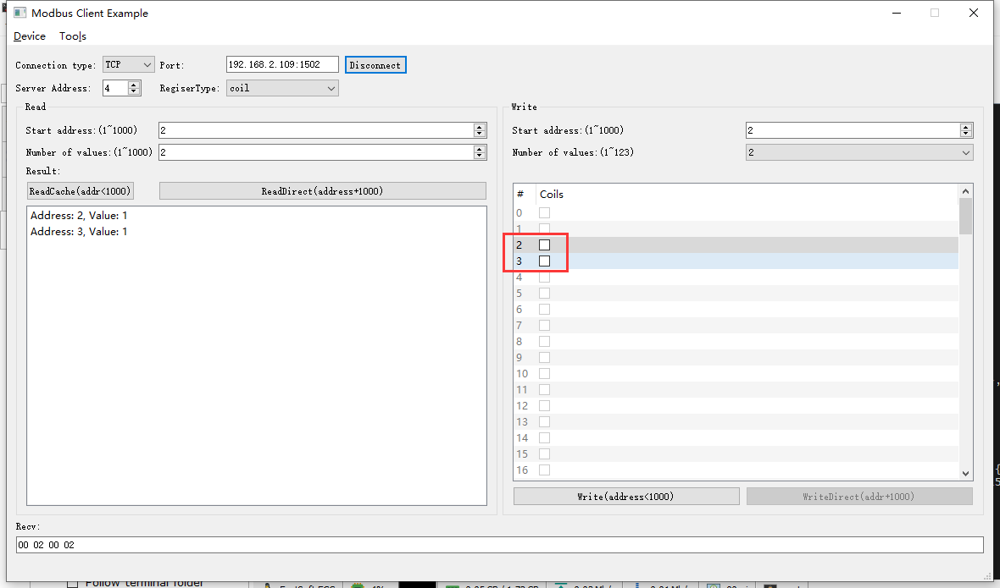 Modbus Client Example
Device Tools
Connection type: TCP Port: 192.168.2.109:1502 Disconnect
Server Address: 4 RegiserType: coil
Read
Start address:(1~1000) 2
Number of values:(1~1000) 2
Result:
ReadCache(addr<1000) ReadDirect(address+1000)
Address: 2, Value: 1
Address: 3, Value: 1
Write
Start address:(1~1000) 2
Number of values:(1~123) 2
# Coils
0
1
2
3
4
5
6
7
8
9
10
11
12
13
14
15
16
Write(address<1000) WriteDirect(addr+1000)
Recv:
00 02 00 02
Follow terminal folder